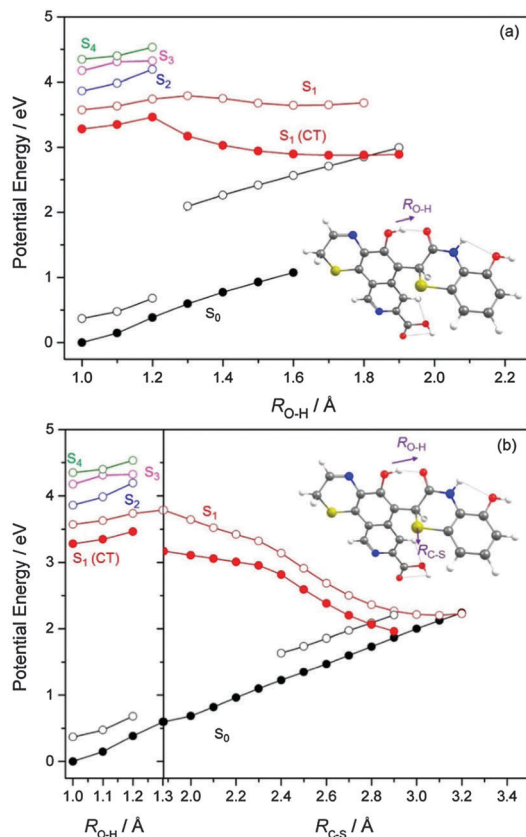 (a)
Potential Energy / eV
5
4
3
2
1
0
S4
S3
S2
S1
S1 (CT)
S0
RO-H
1.0 1.2 1.4 1.6 1.8 2.0 2.2
RO-H / Å
(b)
Potential Energy / eV
5
4
3
2
1
0
S4
S3
S2
S1
S1 (CT)
S0
RO-H
RC-S
1.0 1.1 1.2 1.3 2.0 2.2 2.4 2.6 2.8 3.0 3.2 3.4
RO-H / Å RC-S / Å